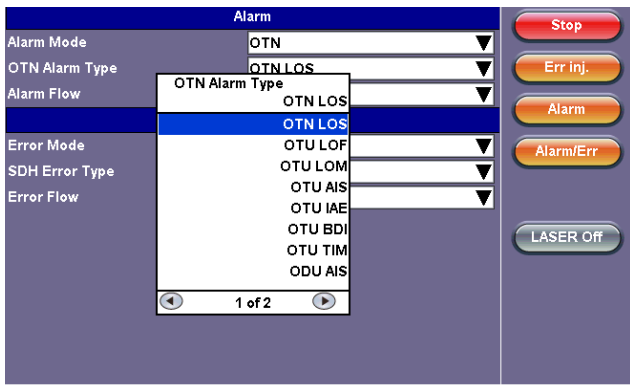 Alarm
Alarm Mode
OTN
OTN Alarm Type
OTN LOS
Alarm Flow
OTN Alarm Type
OTN LOS
OTN LOS
OTU LOF
OTU LOM
OTU AIS
OTU IAE
OTU BDI
OTU TIM
ODU AIS
1 of 2
Error Mode
SDH Error Type
Error Flow
Stop
Err inj.
Alarm
Alarm/Err
LASER Off